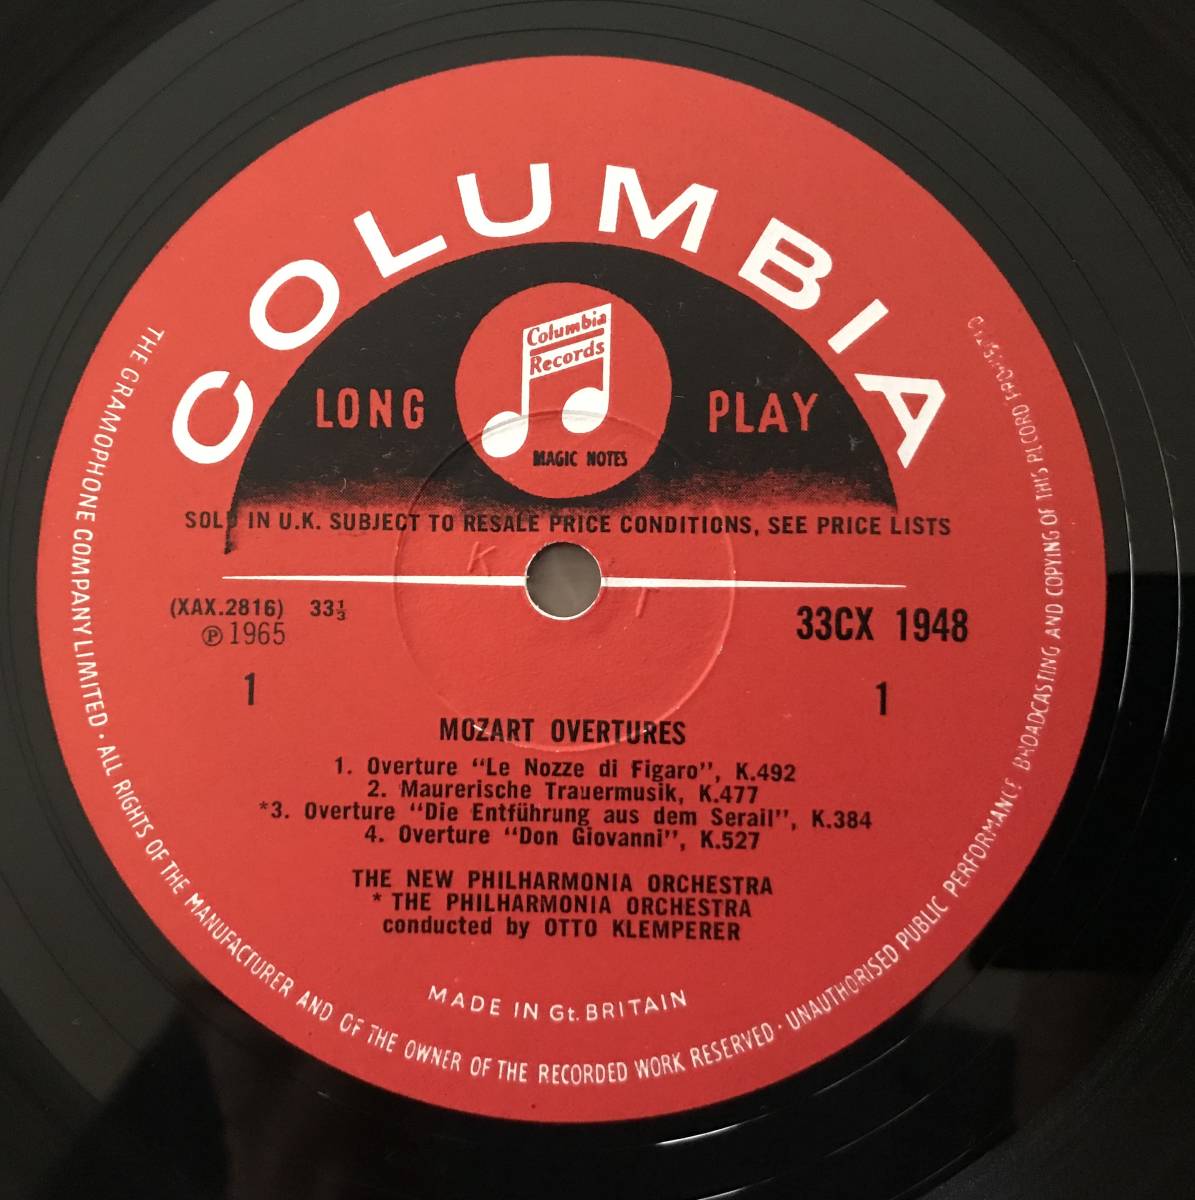 COLUMBIA
Columbia
Records
MAGIC NOTES
LONG PLAY
SOLD IN U.K. SUBJECT TO RESALE PRICE CONDITIONS, SEE PRICE LISTS
K T
(XAX.2816) 33⅓
℗ 1965
33CX 1948
1 1
MOZART OVERTURES
1. Overture “Le Nozze di Figaro”, K.492
2. Maurerische Trauermusik, K.477
*3. Overture “Die Entführung aus dem Serail”, K.384
4. Overture “Don Giovanni”, K.527
THE NEW PHILHARMONIA ORCHESTRA
* THE PHILHARMONIA ORCHESTRA
conducted by OTTO KLEMPERER
MADE IN Gt. BRITAIN
THE GRAMOPHONE COMPANY LIMITED · ALL RIGHTS OF THE MANUFACTURER AND OF THE OWNER OF THE RECORDED WORK RESERVED · UNAUTHORISED PUBLIC PERFORMANCE BROADCASTING AND COPYING OF THIS RECORD PROHIBITED